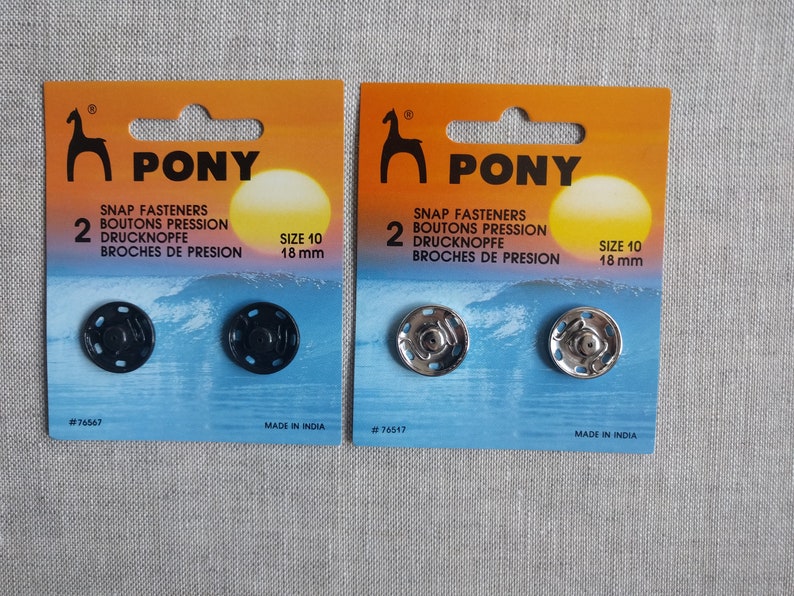 ®
PONY
2
SNAP FASTENERS
BOUTONS PRESSION
DRUCKNOPFE
BROCHES DE PRESION
SIZE 10
18 mm
#76567
MADE IN INDIA
®
PONY
2
SNAP FASTENERS
BOUTONS PRESSION
DRUCKNOPFE
BROCHES DE PRESION
SIZE 10
18 mm
#76517
MADE IN INDIA